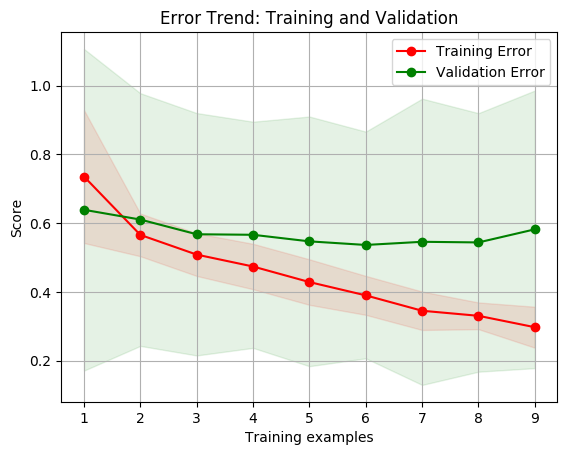 Error Trend: Training and Validation
Training Error
Validation Error
Score
1.0
0.8
0.6
0.4
0.2
1 2 3 4 5 6 7 8 9
Training examples